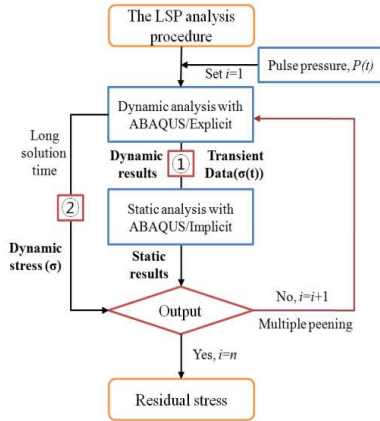 The LSP analysis
procedure
Set i=1
Pulse pressure, P(t)
Dynamic analysis with
ABAQUS/Explicit
Long
solution
time
Dynamic
results
①
Transient
Data(σ(t))
②
Static analysis with
ABAQUS/Implicit
Dynamic
stress (σ)
Static
results
Output
No, i=i+1
Multiple peening
Yes, i=n
Residual stress